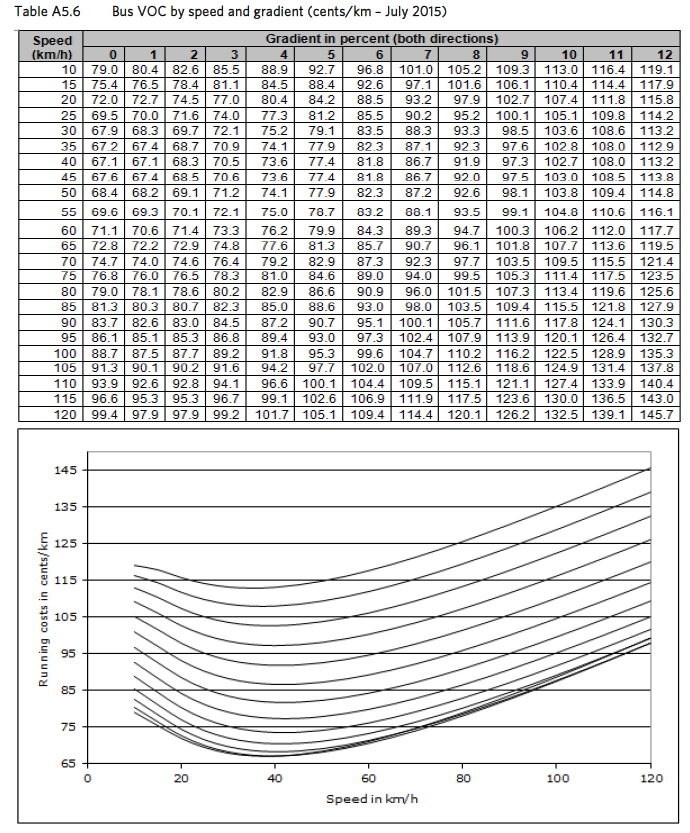 Table A5.6 Bus VOC by speed and gradient (cents/km – July 2015)
Speed (km/h) Gradient in percent (both directions)
0 1 2 3 4 5 6 7 8 9 10 11 12
10 79.0 80.4 82.6 85.5 88.9 92.7 96.8 101.0 105.2 109.3 113.0 116.4 119.1
15 75.4 76.5 78.4 81.1 84.5 88.4 92.6 97.1 101.6 106.1 110.4 114.4 117.9
20 72.0 72.7 74.5 77.0 80.4 84.2 88.5 93.2 97.9 102.7 107.4 111.8 115.8
25 69.5 70.0 71.6 74.0 77.3 81.2 85.5 90.2 95.2 100.1 105.1 109.8 114.2
30 67.9 68.3 69.7 72.1 75.2 79.1 83.5 88.3 93.3 98.5 103.6 108.6 113.2
35 67.2 67.4 68.7 70.9 74.1 77.9 82.3 87.1 92.3 97.6 102.8 108.0 112.9
40 67.1 67.1 68.3 70.5 73.6 77.4 81.8 86.7 91.9 97.3 102.7 108.0 113.2
45 67.6 67.4 68.5 70.6 73.6 77.4 81.8 86.7 92.0 97.5 103.0 108.5 113.8
50 68.4 68.2 69.1 71.2 74.1 77.9 82.3 87.2 92.6 98.1 103.8 109.4 114.8
55 69.6 69.3 70.1 72.1 75.0 78.7 83.2 88.1 93.5 99.1 104.8 110.6 116.1
60 71.1 70.6 71.4 73.3 76.2 79.9 84.3 89.3 94.7 100.3 106.2 112.0 117.7
65 72.8 72.2 72.9 74.8 77.6 81.3 85.7 90.7 96.1 101.8 107.7 113.6 119.5
70 74.7 74.0 74.6 76.4 79.2 82.9 87.3 92.3 97.7 103.5 109.5 115.5 121.4
75 76.8 76.0 76.5 78.3 81.0 84.6 89.0 94.0 99.5 105.3 111.4 117.5 123.5
80 79.0 78.1 78.6 80.2 82.9 86.6 90.9 96.0 101.5 107.3 113.4 119.6 125.6
85 81.3 80.3 80.7 82.3 85.0 88.6 93.0 98.0 103.5 109.4 115.5 121.8 127.9
90 83.7 82.6 83.0 84.5 87.2 90.7 95.1 100.1 105.7 111.6 117.8 124.1 130.3
95 86.1 85.1 85.3 86.8 89.4 93.0 97.3 102.4 107.9 113.9 120.1 126.4 132.7
100 88.7 87.5 87.7 89.2 91.8 95.3 99.6 104.7 110.2 116.2 122.5 128.9 135.3
105 91.3 90.1 90.2 91.6 94.2 97.7 102.0 107.0 112.6 118.6 124.9 131.4 137.8
110 93.9 92.6 92.8 94.1 96.6 100.1 104.4 109.5 115.1 121.1 127.4 133.9 140.4
115 96.6 95.3 95.3 96.7 99.1 102.6 106.9 111.9 117.5 123.6 130.0 136.5 143.0
120 99.4 97.9 97.9 99.2 101.7 105.1 109.4 114.4 120.1 126.2 132.5 139.1 145.7
Running costs in cents/km
145
135
125
115
105
95
85
75
65
0 20 40 60 80 100 120
Speed in km/h